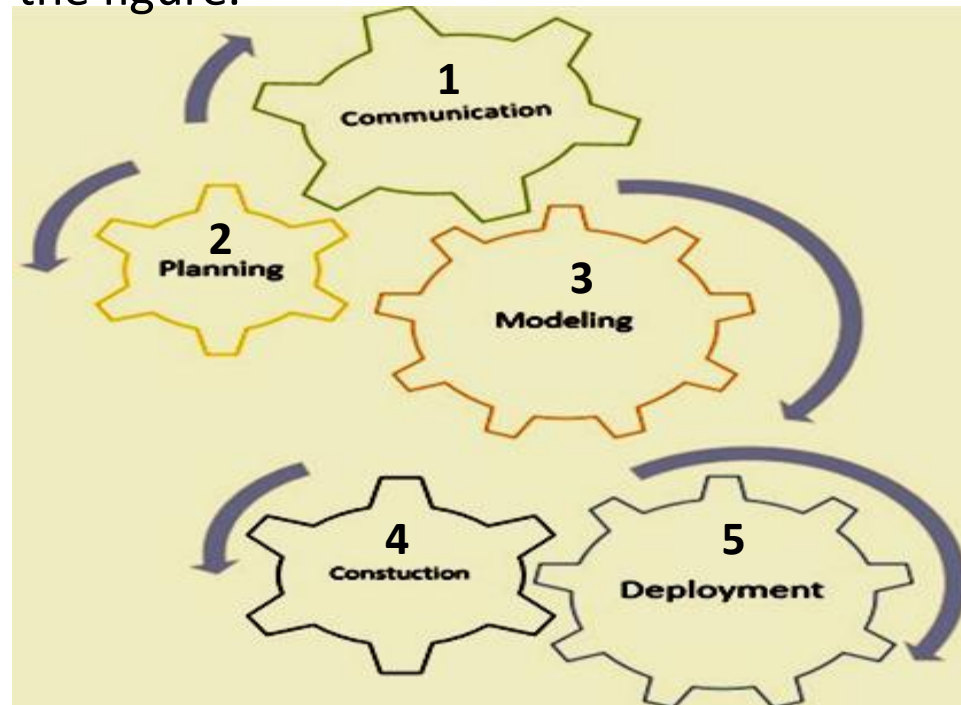 the figure.
1
Communication
2
Planning
3
Modeling
4
Constuction
5
Deployment